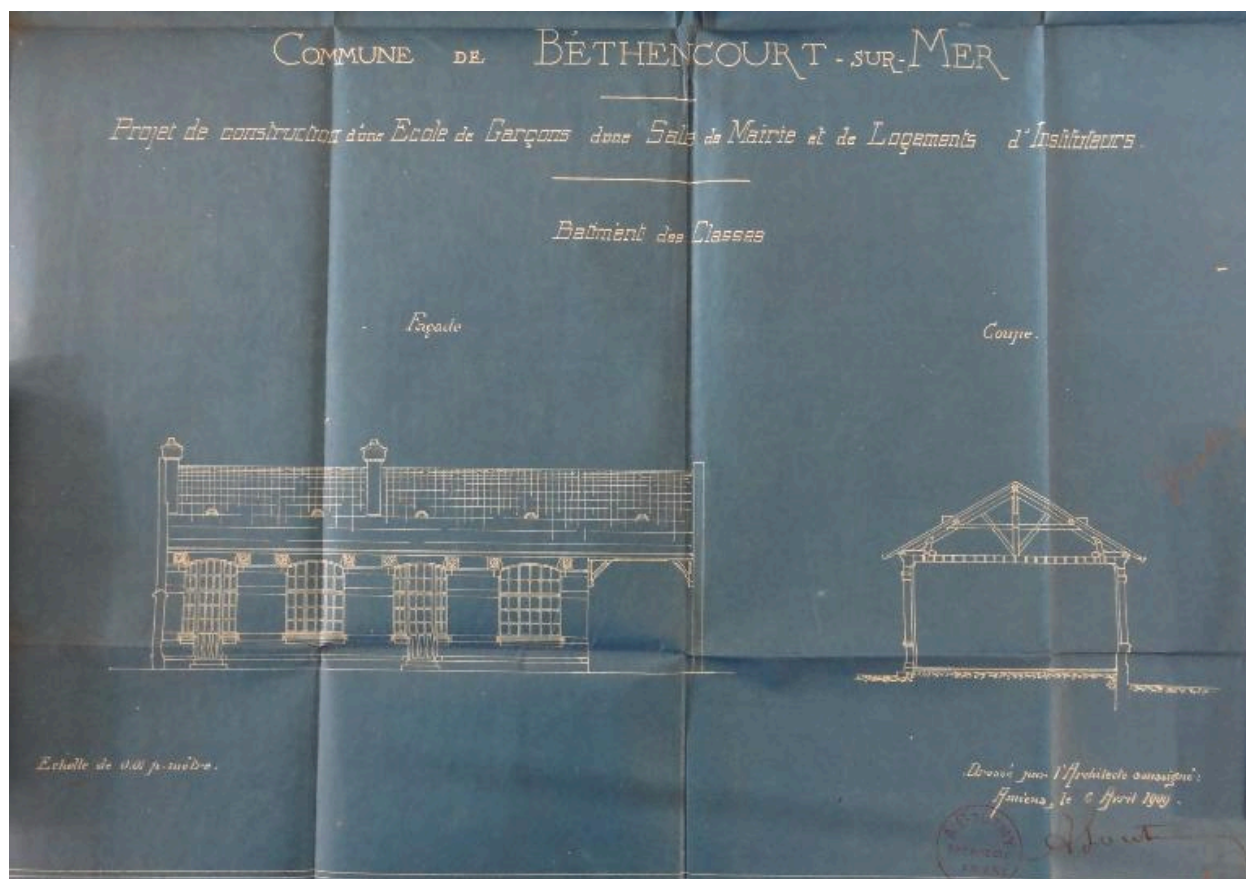 COMMUNE DE BÉTHENCOURT-SUR-MER
Projet de construction d'une Ecole de Garçons d'une Salle de Mairie et de Logements d'Instituteurs.
Batiment des Classes
Façade
Coupe.
Echelle de 0.01 p. mètre.
Dressé par l'Architecte soussigné:
Amiens, le 6 Avril 1909.